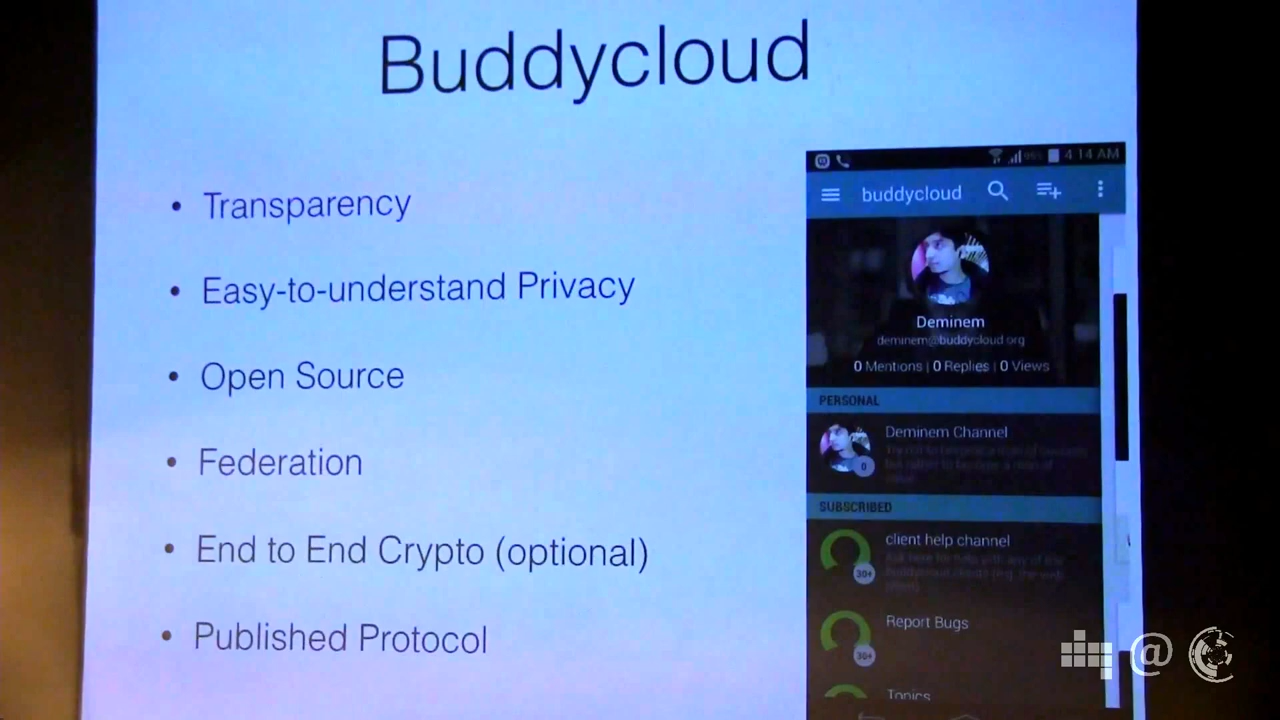 Buddycloud
• Transparency
• Easy-to-understand Privacy
• Open Source
• Federation
• End to End Crypto (optional)
• Published Protocol
95% 4:14 AM
buddycloud
Deminem
deminem@buddycloud.org
0 Mentions | 0 Replies | 0 Views
PERSONAL
Deminem Channel
0
SUBSCRIBED
client help channel
30+
Report Bugs
30+
Topics
@